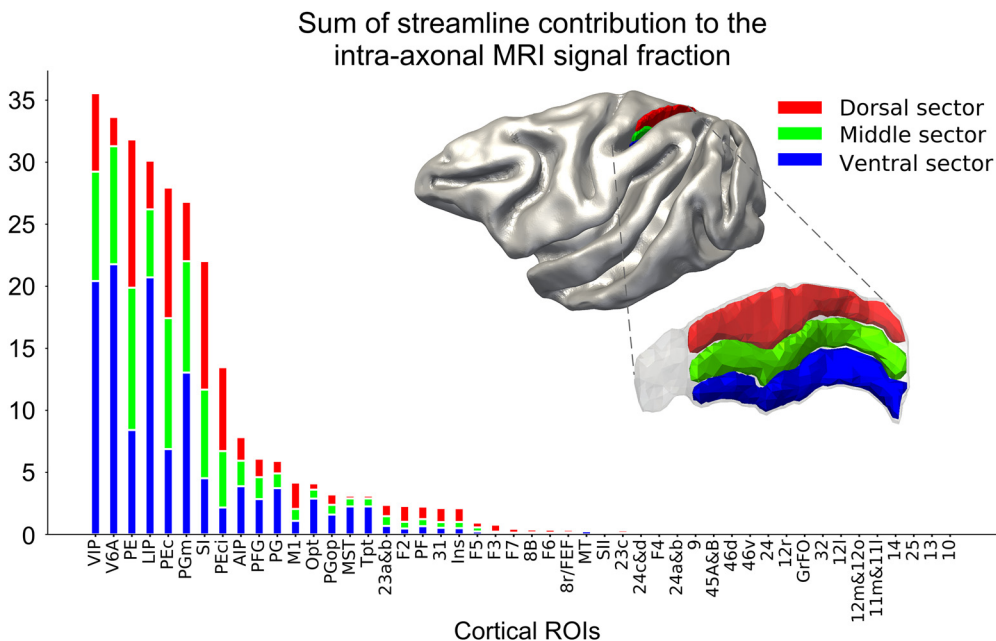 Sum of streamline contribution to the
intra-axonal MRI signal fraction
Dorsal sector
Middle sector
Ventral sector
35
30
25
20
15
10
5
0
VIP
V6A
PE
LIP
PEc
PGm
SI
PEci
AIP
PFG
PG
M1
Opt
PGop
MST
Tpt
23a&b
F2
PF
31
Ins
F5
F3
F7
8B
F6
8r/FEF
MT
SII
23c
24c&d
F4
24a&b
9
45A&B
46d
46v
24
12r
GrFO
32
12l
12m&12o
11m&11l
14
25
13
10
Cortical ROIs